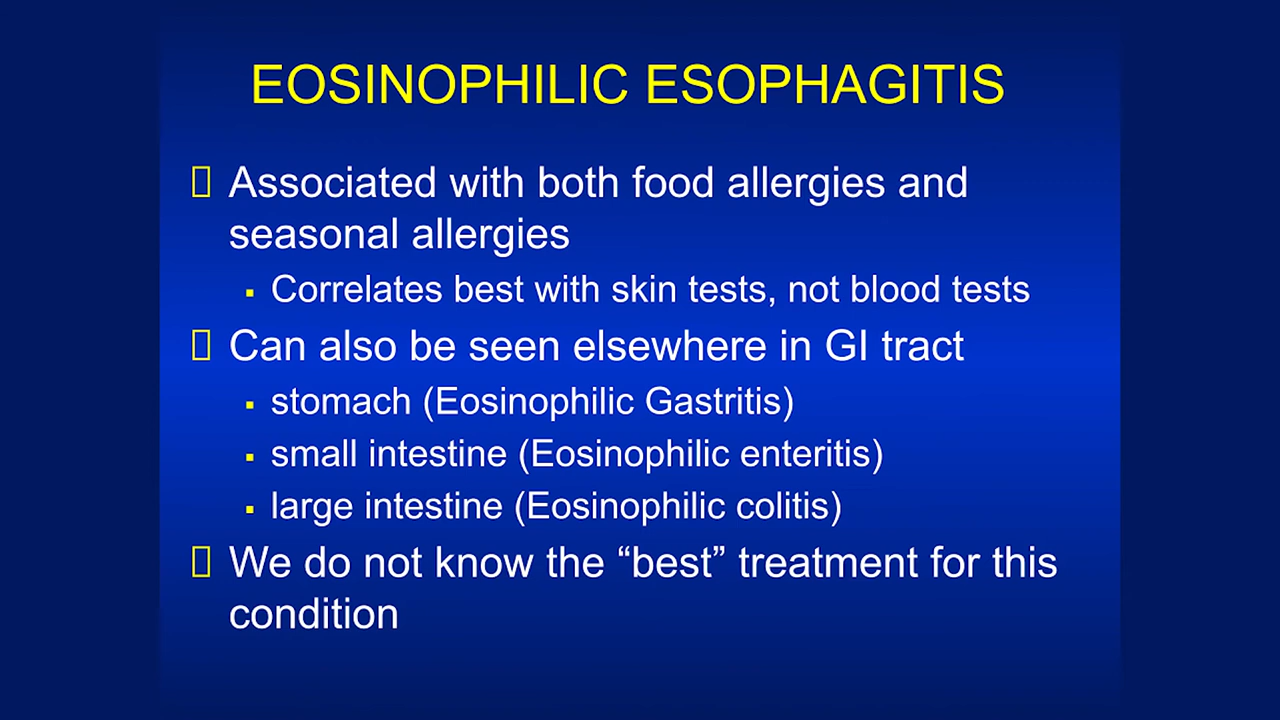 EOSINOPHILIC ESOPHAGITIS
Associated with both food allergies and
seasonal allergies
▪ Correlates best with skin tests, not blood tests
Can also be seen elsewhere in GI tract
▪ stomach (Eosinophilic Gastritis)
▪ small intestine (Eosinophilic enteritis)
▪ large intestine (Eosinophilic colitis)
We do not know the “best” treatment for this
condition